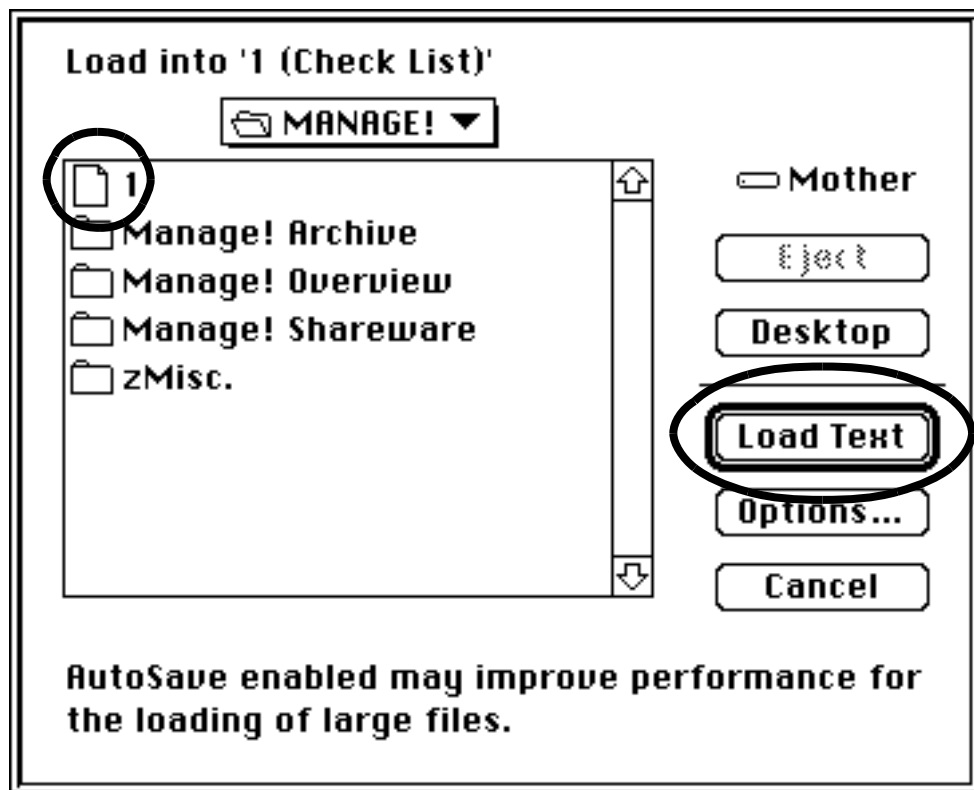 Load into '1 (Check List)'
MANAGE!
1
Manage! Archive
Manage! Overview
Manage! Shareware
zMisc.
Mother
Eject
Desktop
Load Text
Options...
Cancel
AutoSave enabled may improve performance for
the loading of large files.